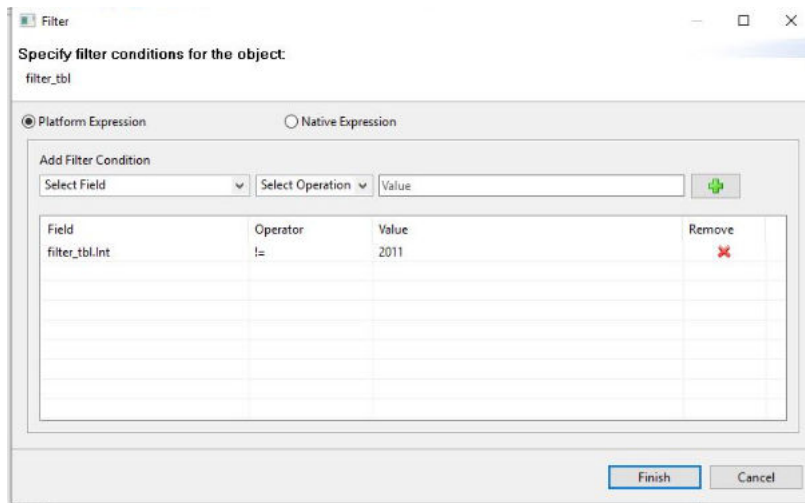 Filter
Specify filter conditions for the object:
filter_tbl
Platform Expression Native Expression
Add Filter Condition
Select Field Select Operation Value
Field Operator Value Remove
filter_tbl.Int != 2011
Finish Cancel